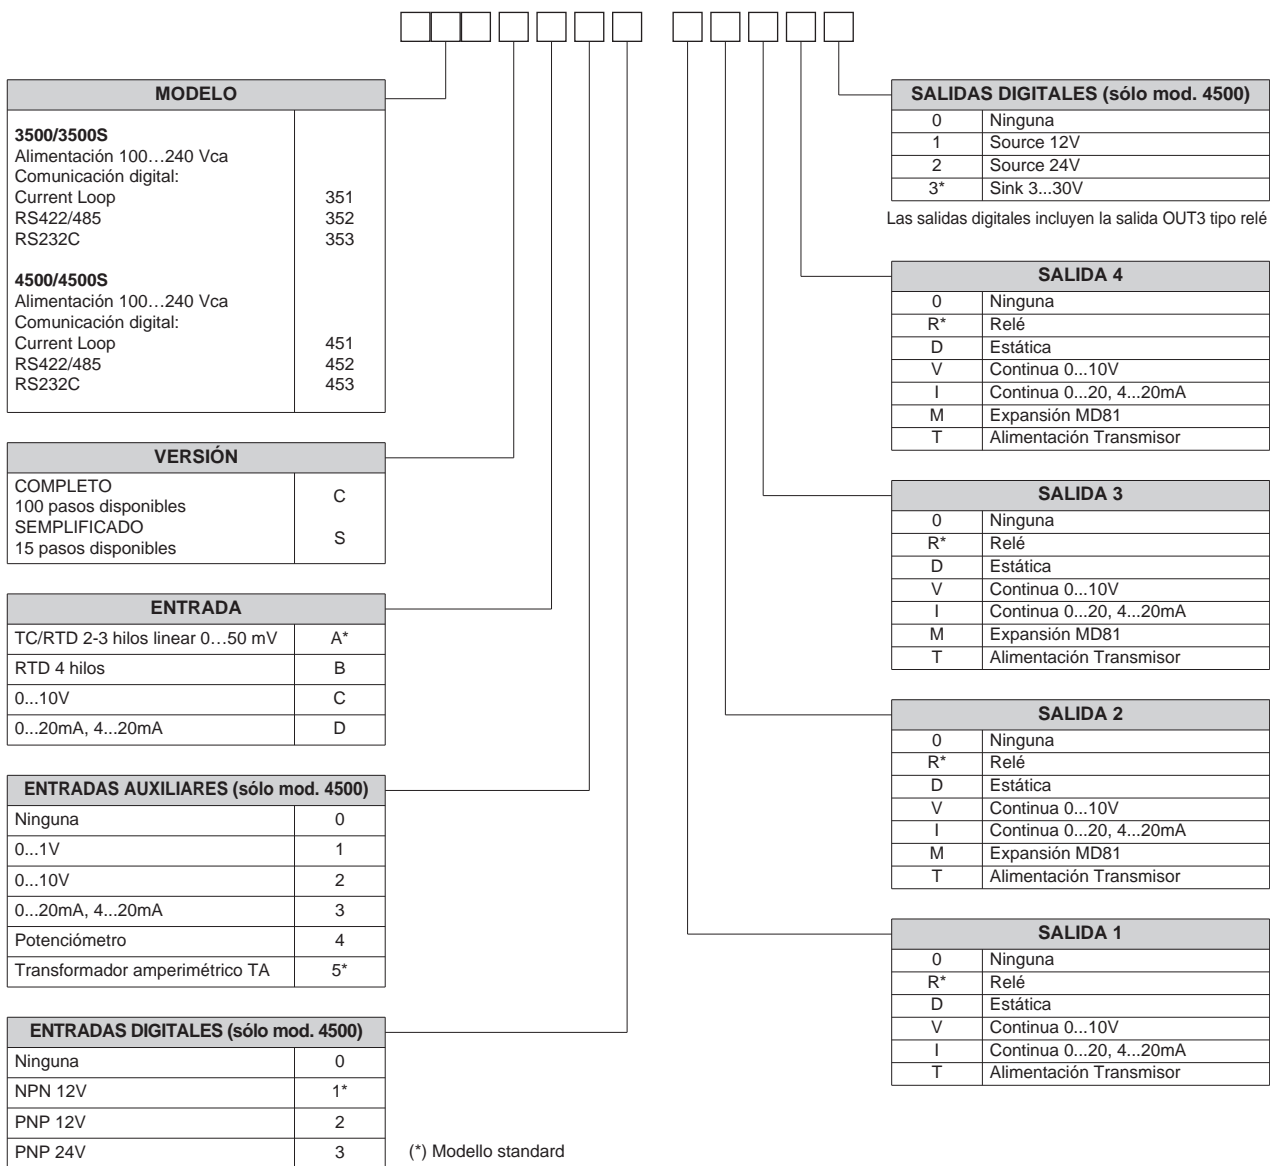 MODELO
3500/3500S
Alimentación 100…240 Vca
Comunicación digital:
Current Loop 351
RS422/485 352
RS232C 353
4500/4500S
Alimentación 100…240 Vca
Comunicación digital:
Current Loop 451
RS422/485 452
RS232C 453
VERSIÓN
COMPLETO
100 pasos disponibles C
SEMPLIFICADO
15 pasos disponibles S
ENTRADA
TC/RTD 2-3 hilos linear 0…50 mV A*
RTD 4 hilos B
0...10V C
0...20mA, 4...20mA D
ENTRADAS AUXILIARES (sólo mod. 4500)
Ninguna 0
0...1V 1
0...10V 2
0...20mA, 4...20mA 3
Potenciómetro 4
Transformador amperimétrico TA 5*
ENTRADAS DIGITALES (sólo mod. 4500)
Ninguna 0
NPN 12V 1*
PNP 12V 2
PNP 24V 3
(*) Modello standard
SALIDAS DIGITALES (sólo mod. 4500)
0 Ninguna
1 Source 12V
2 Source 24V
3* Sink 3...30V
Las salidas digitales incluyen la salida OUT3 tipo relé
SALIDA 4
0 Ninguna
R* Relé
D Estática
V Continua 0...10V
I Continua 0...20, 4...20mA
M Expansión MD81
T Alimentación Transmisor
SALIDA 3
0 Ninguna
R* Relé
D Estática
V Continua 0...10V
I Continua 0...20, 4...20mA
M Expansión MD81
T Alimentación Transmisor
SALIDA 2
0 Ninguna
R* Relé
D Estática
V Continua 0...10V
I Continua 0...20, 4...20mA
M Expansión MD81
T Alimentación Transmisor
SALIDA 1
0 Ninguna
R* Relé
D Estática
V Continua 0...10V
I Continua 0...20, 4...20mA
T Alimentación Transmisor